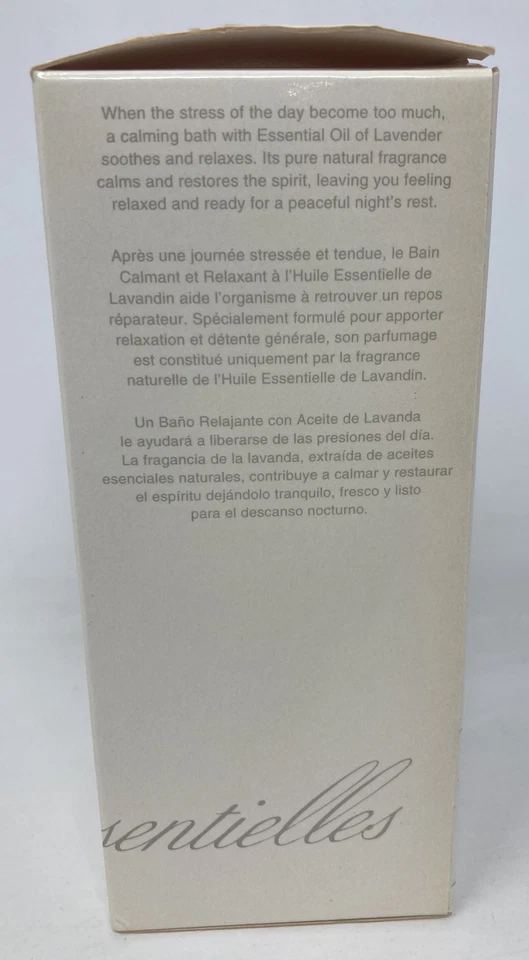 When the stress of the day become too much,
a calming bath with Essential Oil of Lavender
soothes and relaxes. Its pure natural fragrance
calms and restores the spirit, leaving you feeling
relaxed and ready for a peaceful night's rest.
Après une journée stressée et tendue, le Bain
Calmant et Relaxant à l'Huile Essentielle de
Lavandin aide l'organisme à retrouver un repos
réparateur. Spécialement formulé pour apporter
relaxation et détente générale, son parfumage
est constitué uniquement par la fragrance
naturelle de l'Huile Essentielle de Lavandin.
Un Baño Relajante con Aceite de Lavanda
le ayudará a liberarse de las presiones del día.
La fragancia de la lavanda, extraída de aceites
esenciales naturales, contribuye a calmar y restaurar
el espíritu dejándolo tranquilo, fresco y listo
para el descanso nocturno.
sentielles